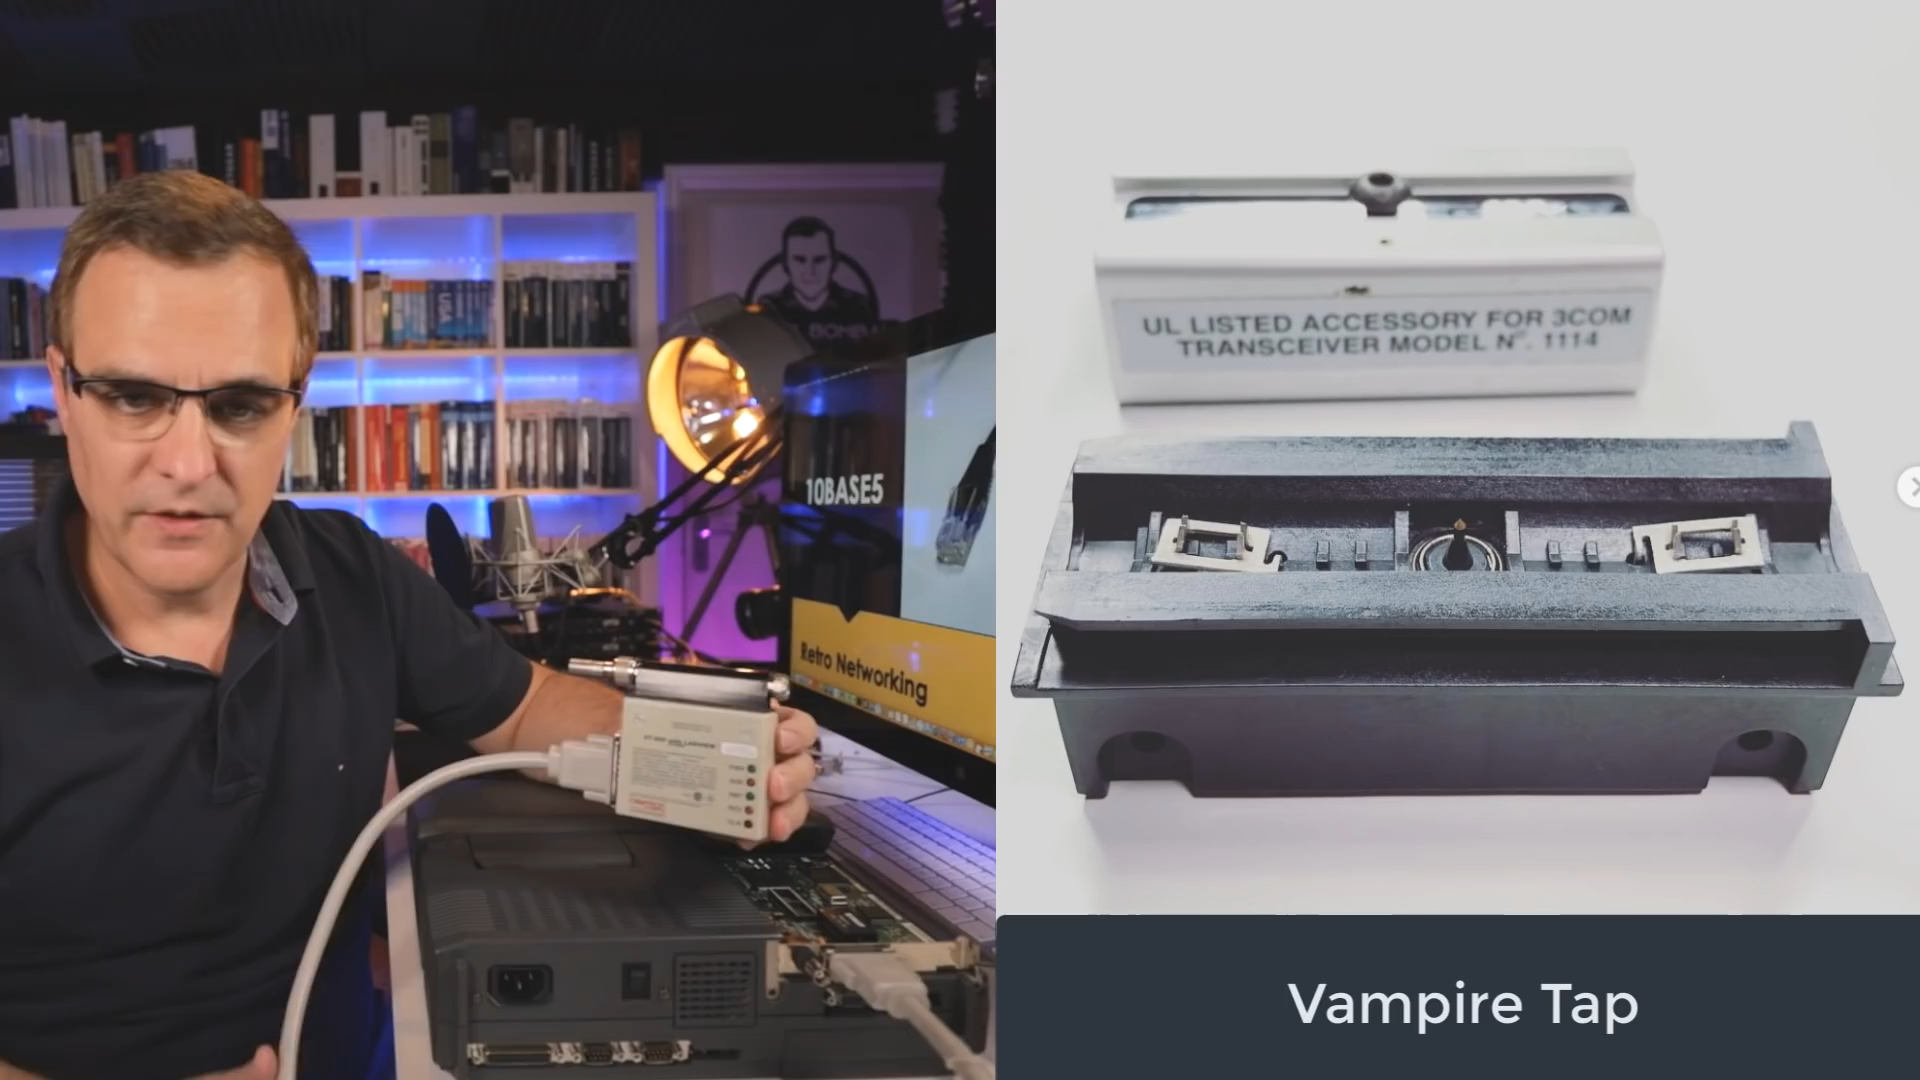 10BASE5
Retro Networking
UL LISTED ACCESSORY FOR 3COM
TRANSCEIVER MODEL Nº. 1114
Vampire Tap